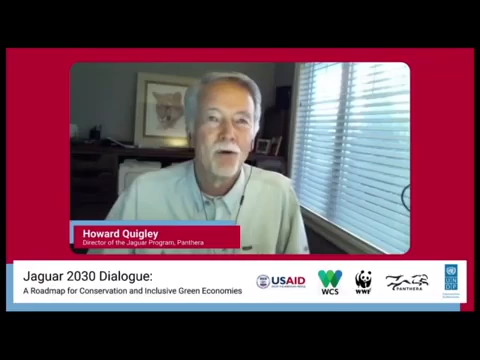 Howard Quigley
Director of the Jaguar Program, Panthera
Jaguar 2030 Dialogue:
A Roadmap for Conservation and Inclusive Green Economies
USAID
WCS
WWF
PANTHERA